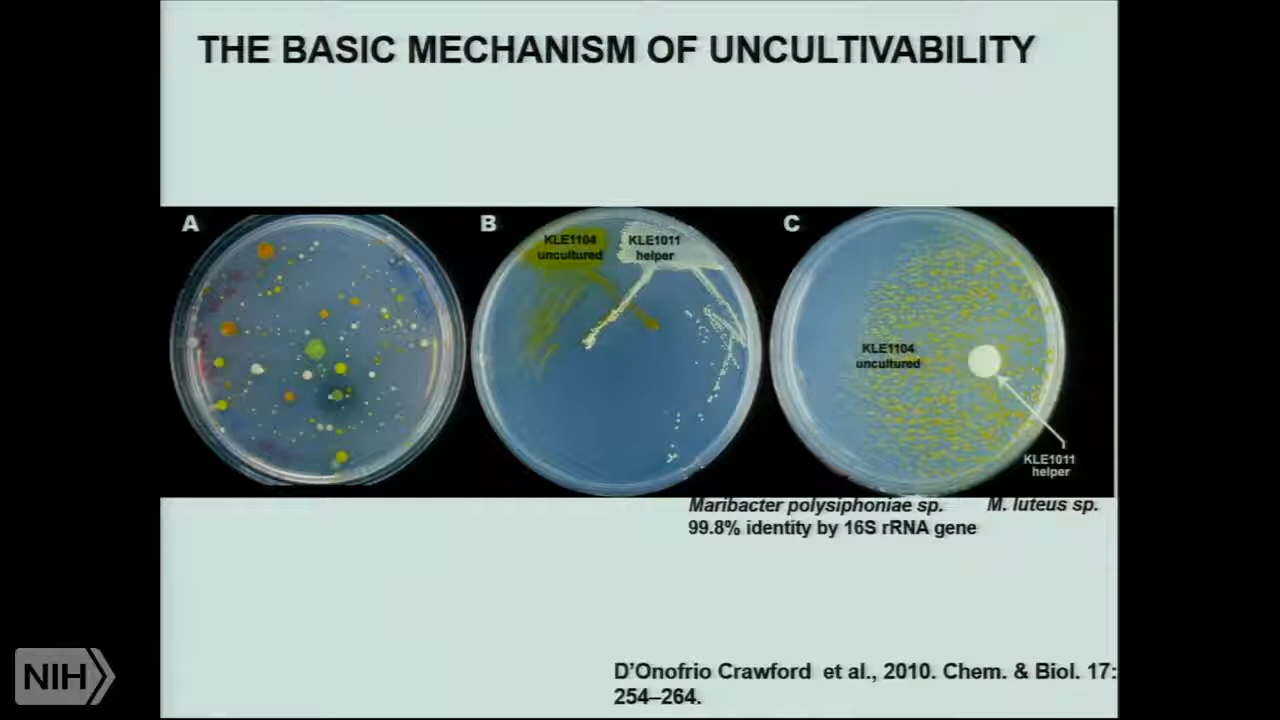 THE BASIC MECHANISM OF UNCULTIVABILITY
A
B
C
KLE1104
uncultured
KLE1011
helper
KLE1104
uncultured
KLE1011
helper
Maribacter polysiphoniae sp.
M. luteus sp.
99.8% identity by 16S rRNA gene
D'Onofrio Crawford et al., 2010. Chem. & Biol. 17:
254–264.
NIH